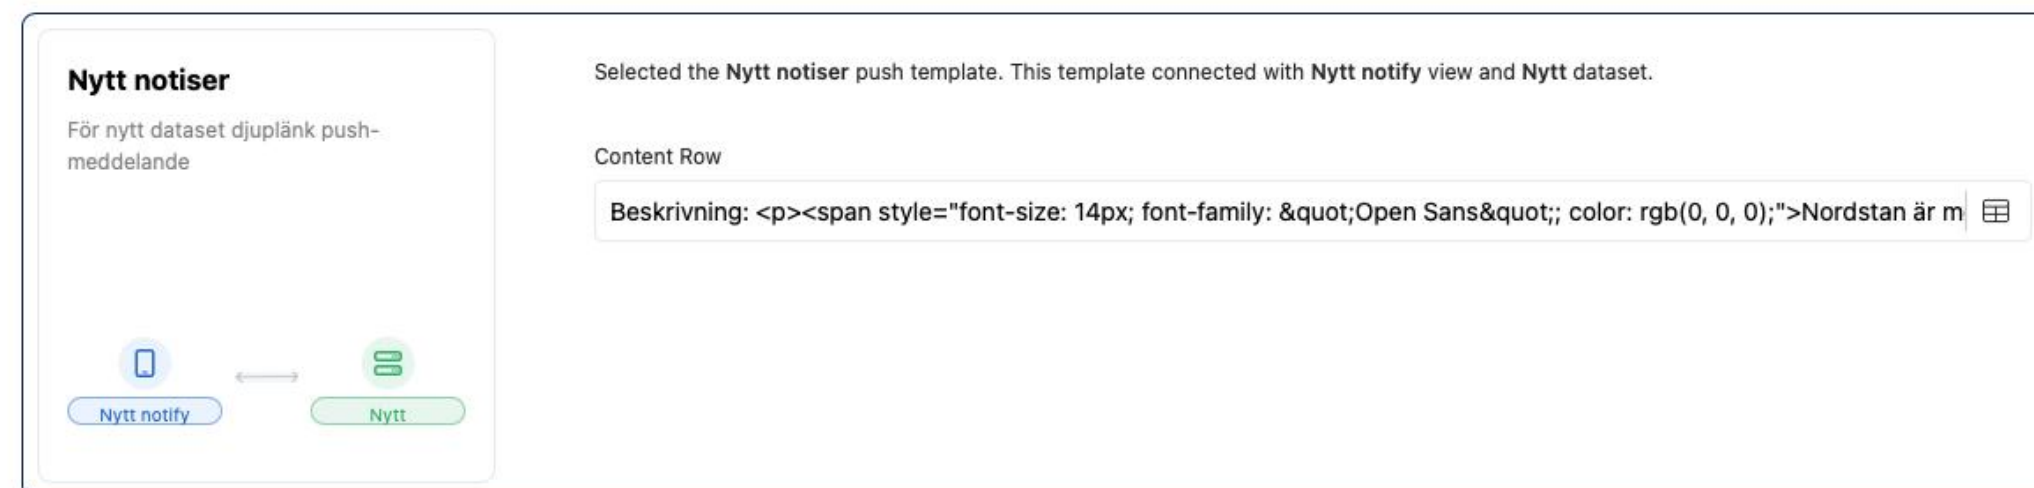 Nytt notiser
För nytt dataset djuplänk push-
meddelande
Nytt notify
Nytt
Selected the Nytt notiser push template. This template connected with Nytt notify view and Nytt dataset.
Content Row
Beskrivning: <p><span style="font-size: 14px; font-family: &quot;Open Sans&quot;; color: rgb(0, 0, 0);">Nordstan är m